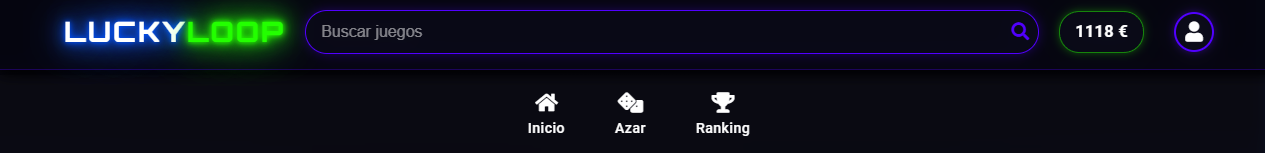 LUCKYLOOP
Buscar juegos
1118 €
Inicio
Azar
Ranking